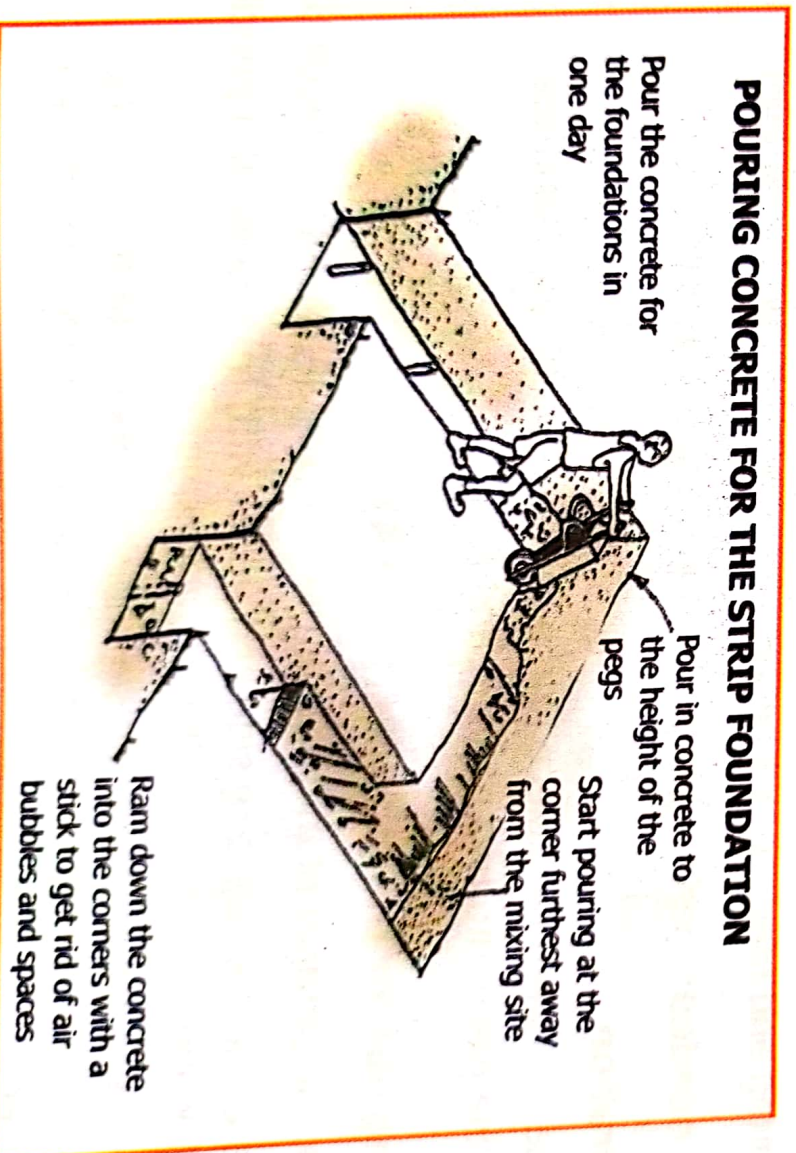 POURING CONCRETE FOR THE STRIP FOUNDATION
Pour the concrete for
the foundations in
one day
Pour in concrete to
the height of the
pegs
Start pouring at the
corner furthest away
from the mixing site
Ram down the concrete
into the corners with a
stick to get rid of air
bubbles and spaces